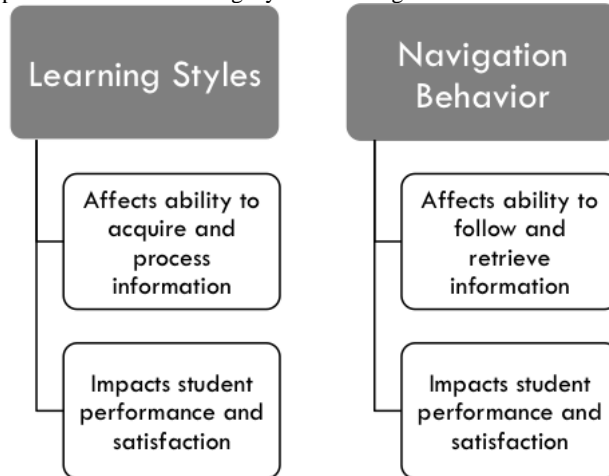 Learning Styles
Affects ability to
acquire and
process
information
Impacts student
performance and
satisfaction
Navigation
Behavior
Affects ability to
follow and
retrieve
information
Impacts student
performance and
satisfaction